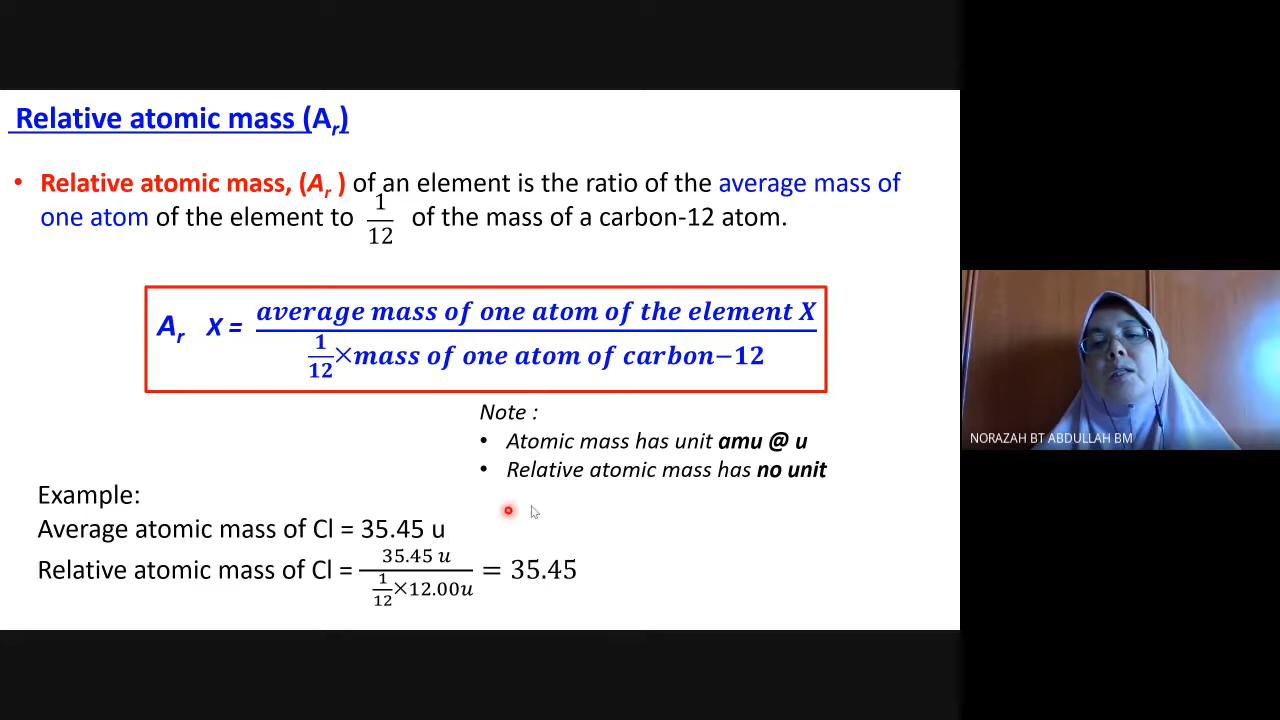 Relative atomic mass (Ar)
• Relative atomic mass, (Ar ) of an element is the ratio of the average mass of
one atom of the element to 1/12 of the mass of a carbon-12 atom.
Ar X = average mass of one atom of the element X / 1/12 × mass of one atom of carbon−12
Note :
• Atomic mass has unit amu @ u
• Relative atomic mass has no unit
Example:
Average atomic mass of Cl = 35.45 u
Relative atomic mass of Cl = 35.45 u / 1/12 × 12.00u = 35.45
NORAZAH BT ABDULLAH BM